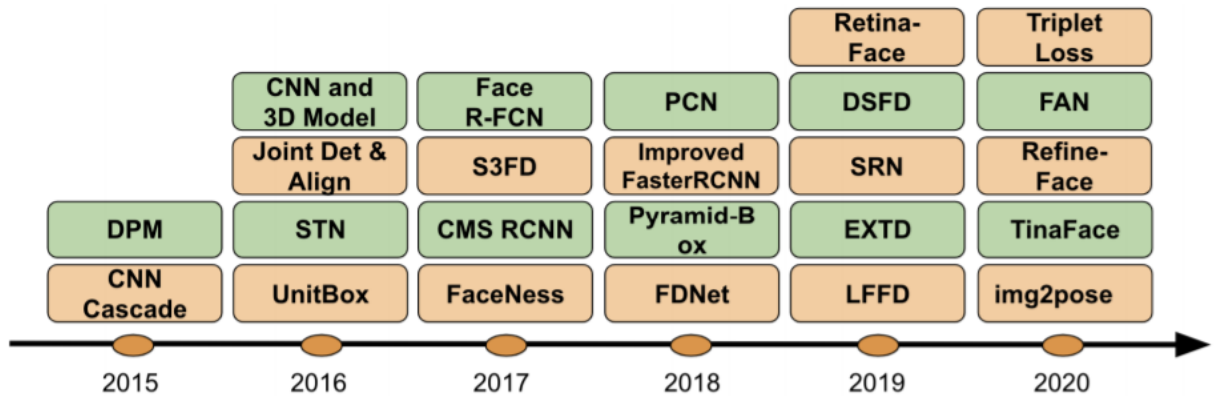 Retina-
Face
Triplet
Loss
CNN and
3D Model
Face
R-FCN
PCN
DSFD
FAN
Joint Det &
Align
S3FD
Improved
FasterRCNN
SRN
Refine-
Face
DPM
STN
CMS RCNN
Pyramid-B
ox
EXTD
TinaFace
CNN
Cascade
UnitBox
FaceNess
FDNet
LFFD
img2pose
2015
2016
2017
2018
2019
2020